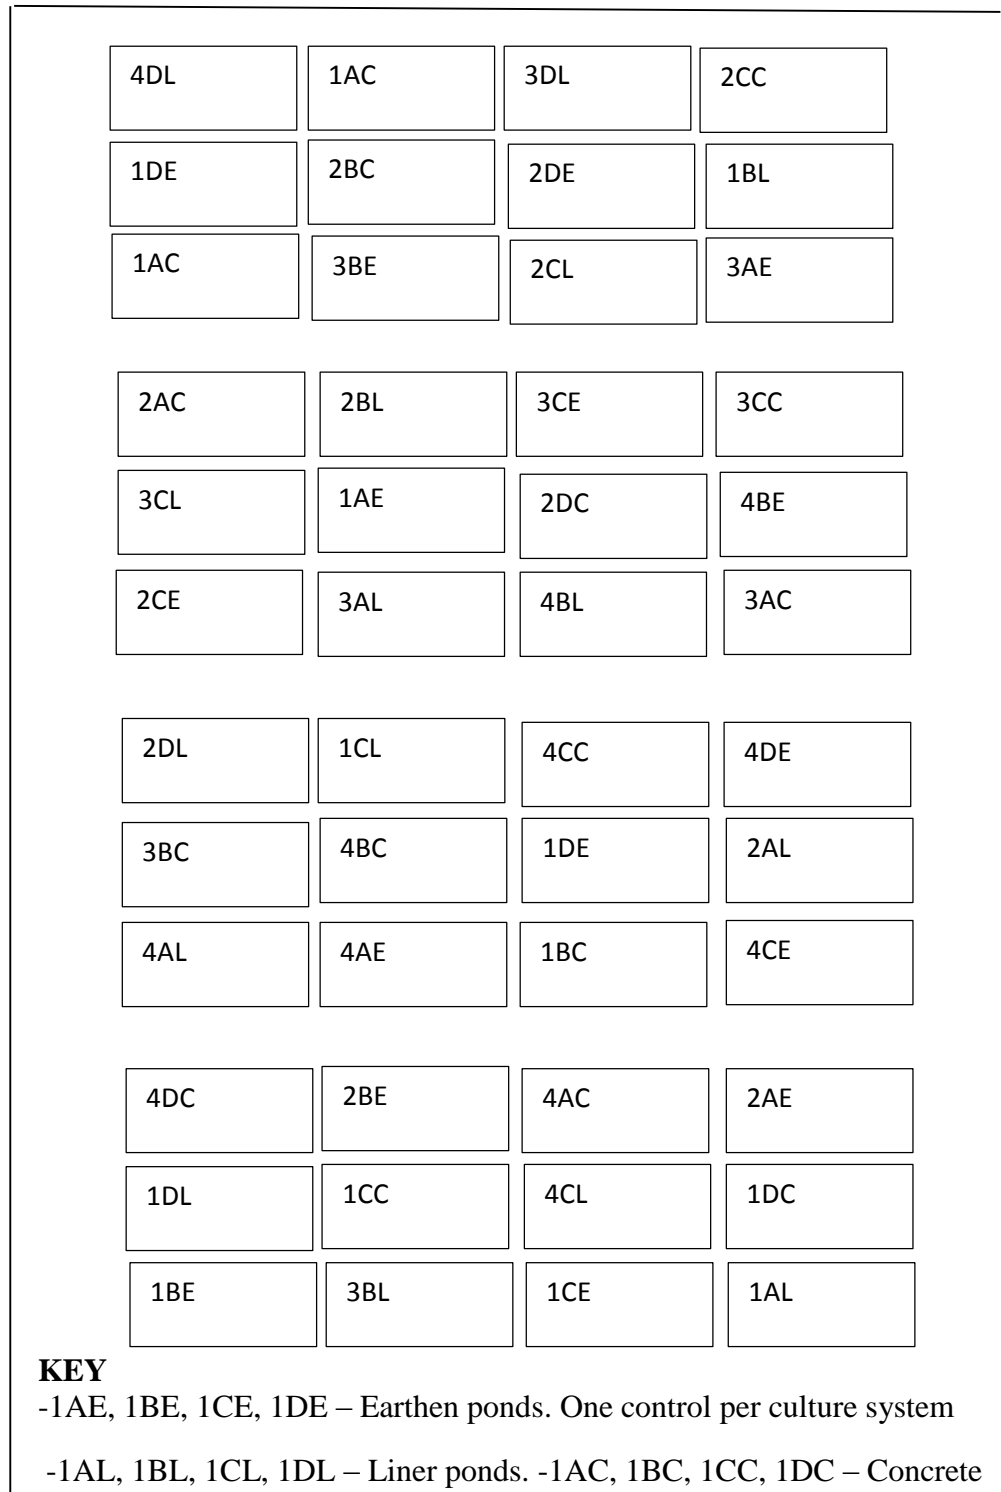 4DL 1AC 3DL 2CC
1DE 2BC 2DE 1BL
1AC 3BE 2CL 3AE
2AC 2BL 3CE 3CC
3CL 1AE 2DC 4BE
2CE 3AL 4BL 3AC
2DL 1CL 4CC 4DE
3BC 4BC 1DE 2AL
4AL 4AE 1BC 4CE
4DC 2BE 4AC 2AE
1DL 1CC 4CL 1DC
1BE 3BL 1CE 1AL
KEY
-1AE, 1BE, 1CE, 1DE – Earthen ponds. One control per culture system
-1AL, 1BL, 1CL, 1DL – Liner ponds. -1AC, 1BC, 1CC, 1DC – Concrete